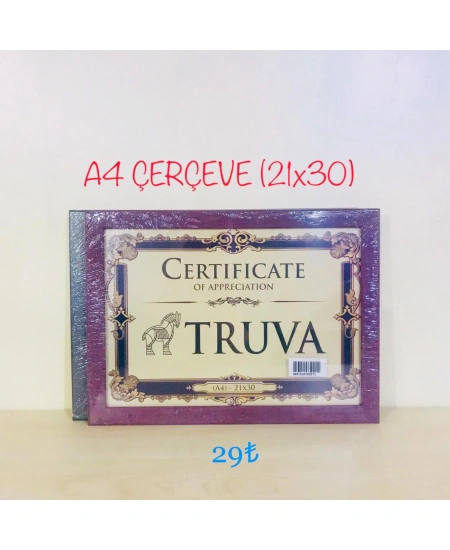 A4 ÇERÇEVE (21x30)
CERTIFICATE
OF APPRECIATION
TRUVA
(A4) - 21X30
29₺